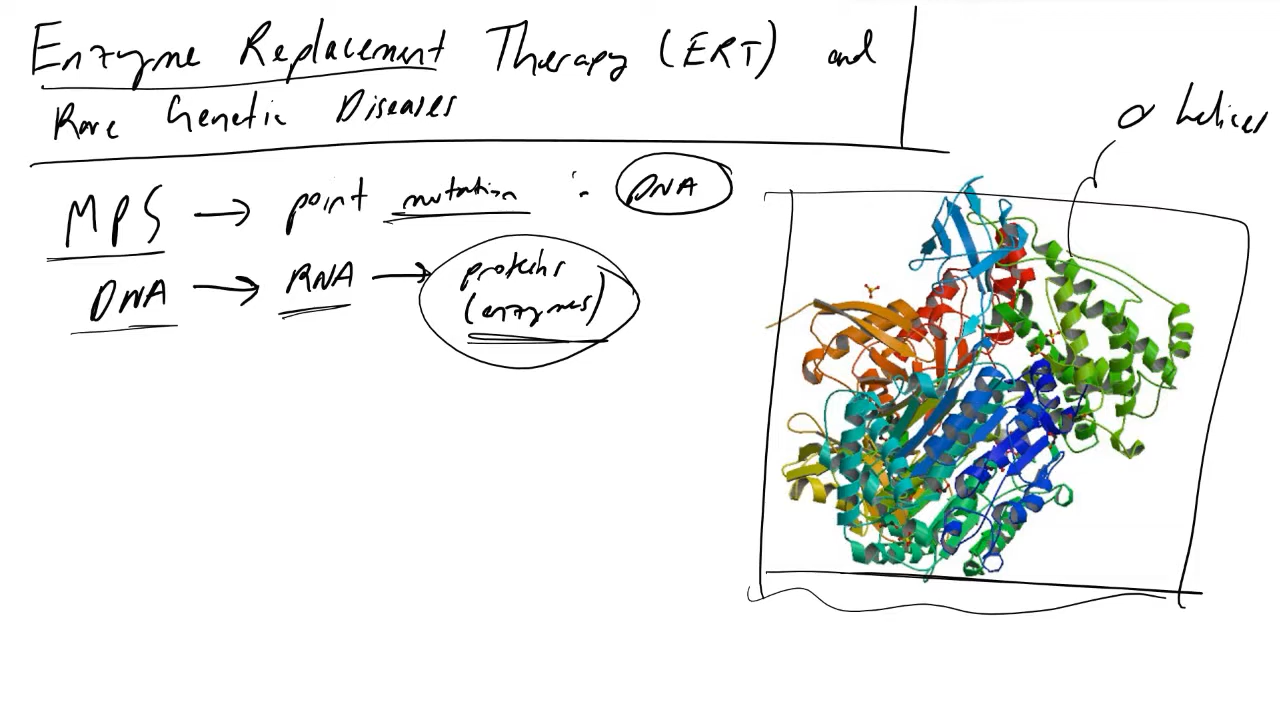 Enzyme Replacement Therapy (ERT) and
Rare Genetic Diseases
α helices
MPS → point mutation : DNA
DNA → RNA → proteins
(enzymes)